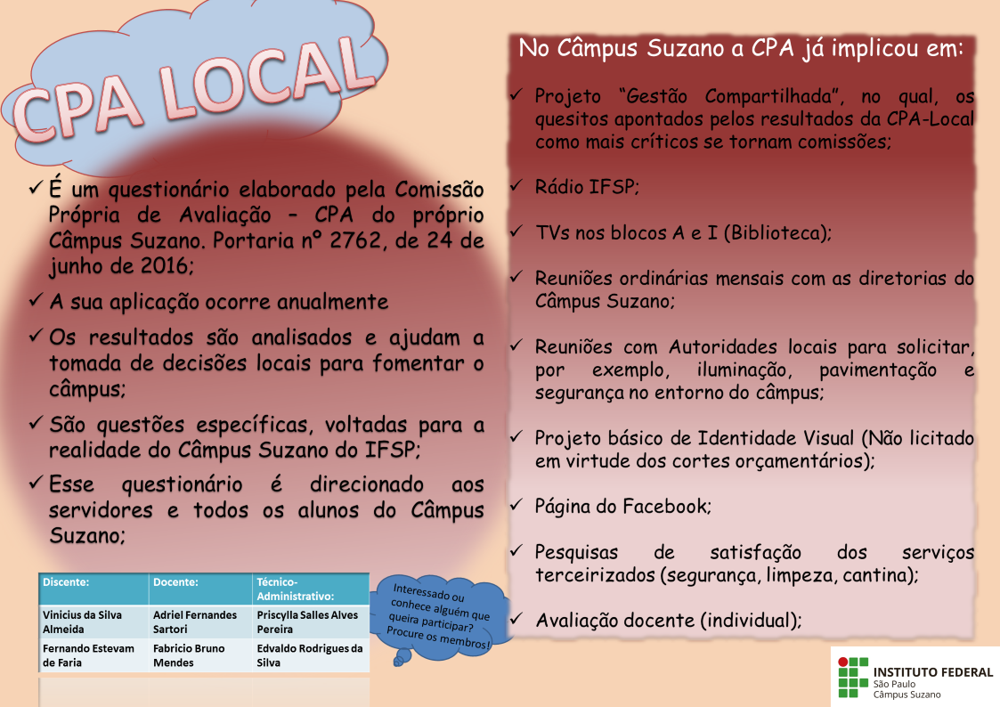 CPA LOCAL
É um questionário elaborado pela Comissão
Própria de Avaliação – CPA do próprio
Câmpus Suzano. Portaria nº 2762, de 24 de
junho de 2016;
A sua aplicação ocorre anualmente
Os resultados são analisados e ajudam a
tomada de decisões locais para fomentar o
câmpus;
São questões específicas, voltadas para a
realidade do Câmpus Suzano do IFSP;
Esse questionário é direcionado aos
servidores e todos os alunos do Câmpus
Suzano;
Discente: Docente: Técnico-
Administrativo:
Vinicius da Silva Adriel Fernandes Priscylla Salles Alves
Almeida Sartori Pereira
Fernando Estevam Fabricio Bruno Edvaldo Rodrigues da
de Faria Mendes Silva
Interessado ou
conhece alguém que
queira participar?
Procure os membros!
No Câmpus Suzano a CPA já implicou em:
Projeto “Gestão Compartilhada”, no qual, os
quesitos apontados pelos resultados da CPA-Local
como mais críticos se tornam comissões;
Rádio IFSP;
TVs nos blocos A e I (Biblioteca);
Reuniões ordinárias mensais com as diretorias do
Câmpus Suzano;
Reuniões com Autoridades locais para solicitar,
por exemplo, iluminação, pavimentação e
segurança no entorno do câmpus;
Projeto básico de Identidade Visual (Não licitado
em virtude dos cortes orçamentários);
Página do Facebook;
Pesquisas de satisfação dos serviços
terceirizados (segurança, limpeza, cantina);
Avaliação docente (individual);
INSTITUTO FEDERAL
São Paulo
Câmpus Suzano